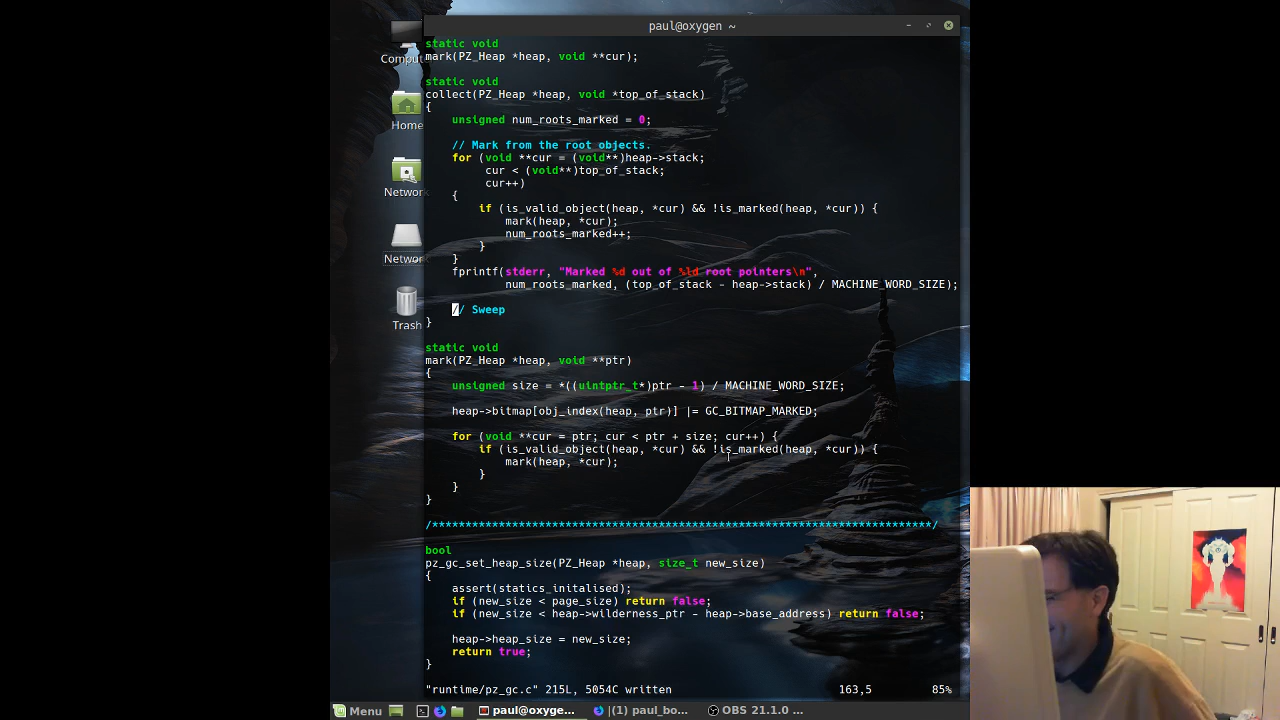 paul@oxygen ~
Comput
Home
Network
Network
Trash
static void
mark(PZ_Heap *heap, void **cur);
static void
collect(PZ_Heap *heap, void *top_of_stack)
{
unsigned num_roots_marked = 0;
// Mark from the root objects.
for (void **cur = (void**)heap->stack;
cur < (void**)top_of_stack;
cur++)
{
if (is_valid_object(heap, *cur) && !is_marked(heap, *cur)) {
mark(heap, *cur);
num_roots_marked++;
}
}
fprintf(stderr, "Marked %d out of %ld root pointers\n",
num_roots_marked, (top_of_stack - heap->stack) / MACHINE_WORD_SIZE);
// Sweep
}
static void
mark(PZ_Heap *heap, void **ptr)
{
unsigned size = *((uintptr_t*)ptr - 1) / MACHINE_WORD_SIZE;
heap->bitmap[obj_index(heap, ptr)] |= GC_BITMAP_MARKED;
for (void **cur = ptr; cur < ptr + size; cur++) {
if (is_valid_object(heap, *cur) && !is_marked(heap, *cur)) {
mark(heap, *cur);
}
}
}
/***************************************************************************/
bool
pz_gc_set_heap_size(PZ_Heap *heap, size_t new_size)
{
assert(statics_initalised);
if (new_size < page_size) return false;
if (new_size < heap->wilderness_ptr - heap->base_address) return false;
heap->heap_size = new_size;
return true;
}
"runtime/pz_gc.c" 215L, 5054C written 163,5 85%
Menu paul@oxyge... |(1) paul_bo... OBS 21.1.0 ...